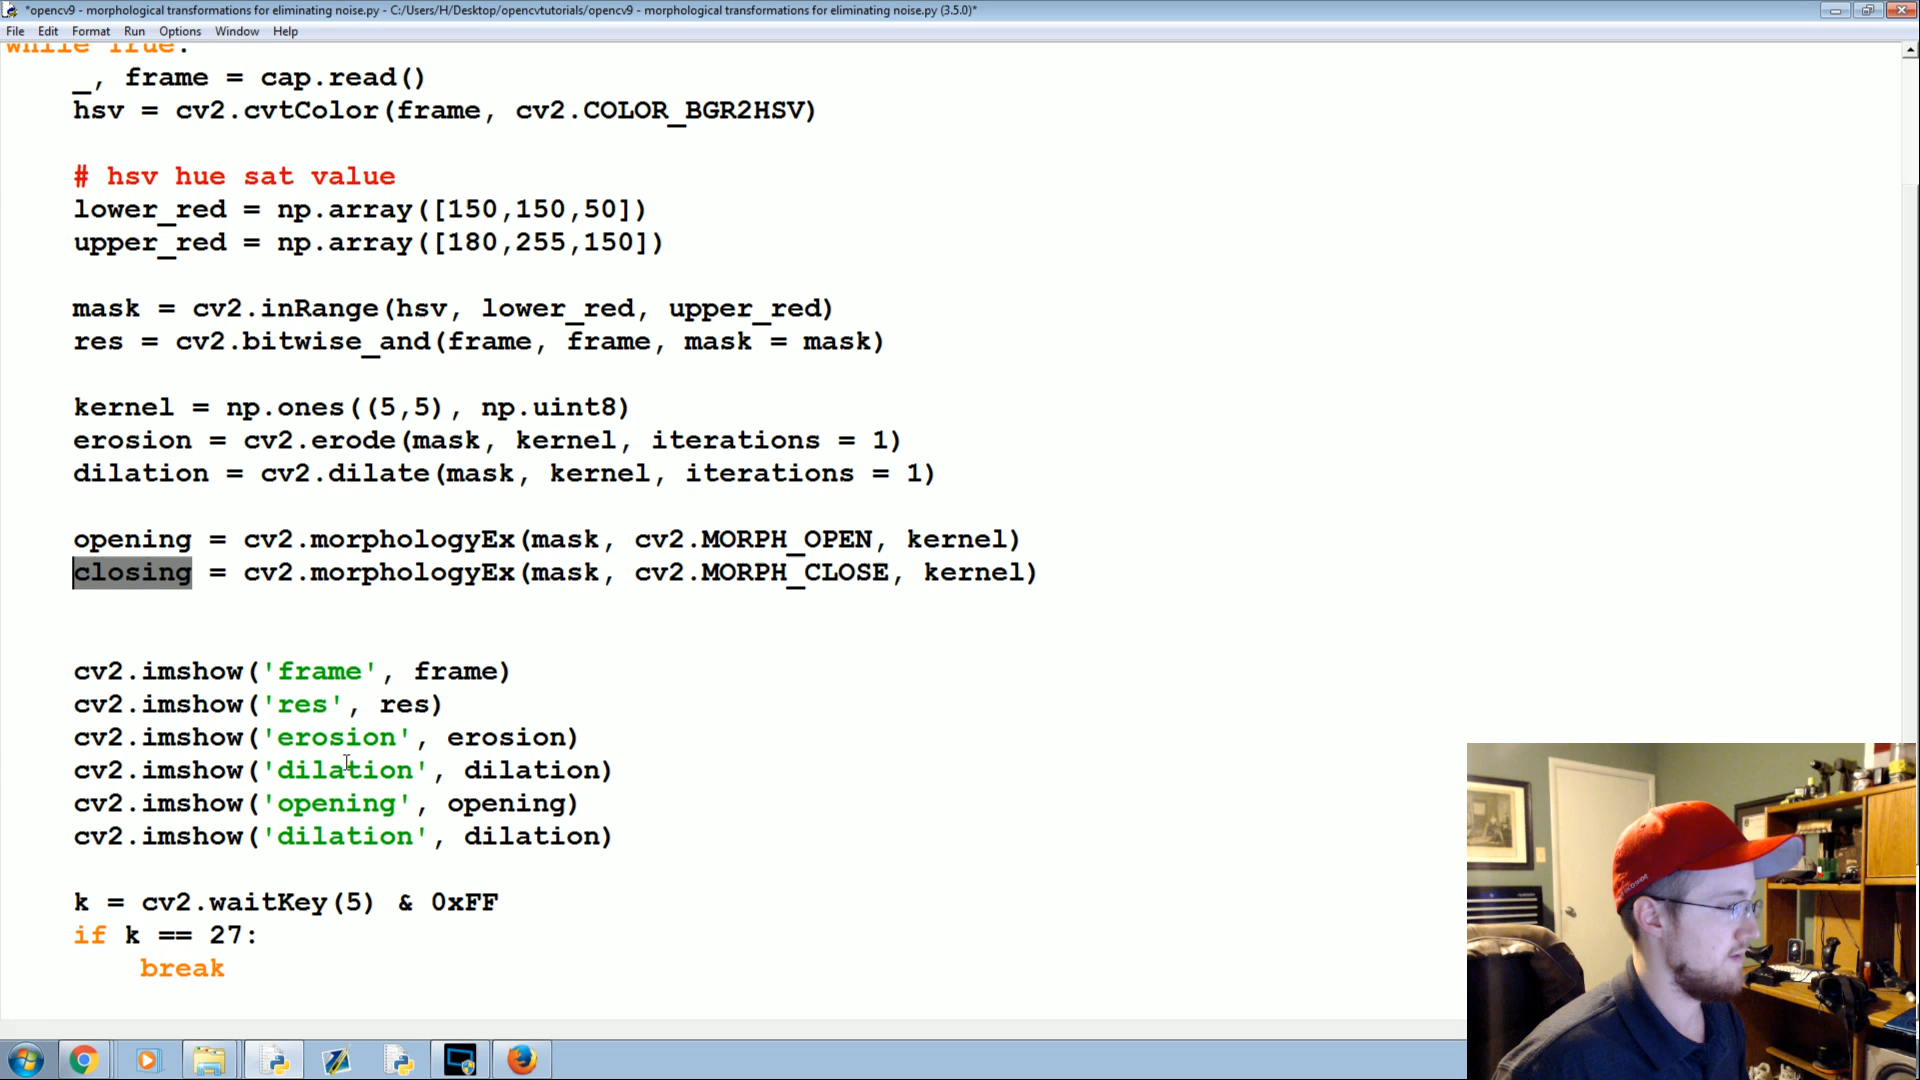 *opencv9 - morphological transformations for eliminating noise.py - C:/Users/H/Desktop/opencvtutorials/opencv9 - morphological transformations for eliminating noise.py (3.5.0)*
File Edit Format Run Options Window Help
while True:
_, frame = cap.read()
hsv = cv2.cvtColor(frame, cv2.COLOR_BGR2HSV)
# hsv hue sat value
lower_red = np.array([150,150,50])
upper_red = np.array([180,255,150])
mask = cv2.inRange(hsv, lower_red, upper_red)
res = cv2.bitwise_and(frame, frame, mask = mask)
kernel = np.ones((5,5), np.uint8)
erosion = cv2.erode(mask, kernel, iterations = 1)
dilation = cv2.dilate(mask, kernel, iterations = 1)
opening = cv2.morphologyEx(mask, cv2.MORPH_OPEN, kernel)
closing = cv2.morphologyEx(mask, cv2.MORPH_CLOSE, kernel)
cv2.imshow('frame', frame)
cv2.imshow('res', res)
cv2.imshow('erosion', erosion)
cv2.imshow('dilation', dilation)
cv2.imshow('opening', opening)
cv2.imshow('dilation', dilation)
k = cv2.waitKey(5) & 0xFF
if k == 27:
break